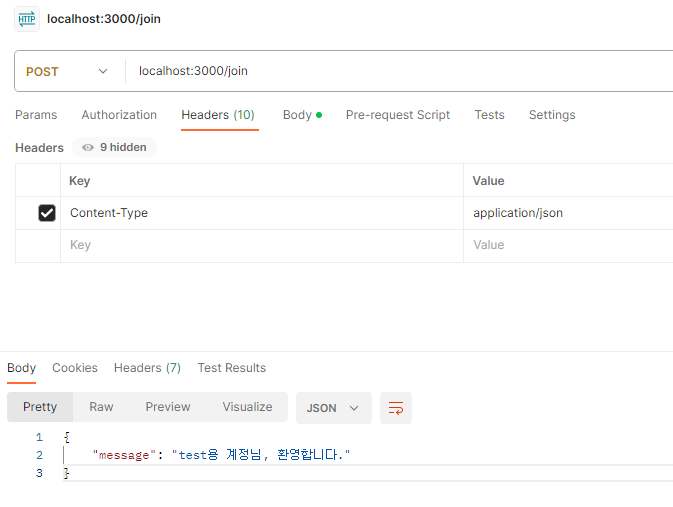 HTTP localhost:3000/join
POST localhost:3000/join
Params Authorization Headers (10) Body Pre-request Script Tests Settings
Headers 9 hidden
Key Value
Content-Type application/json
Key Value
Body Cookies Headers (7) Test Results
Pretty Raw Preview Visualize JSON
1 {
2 "message": "test용 계정님, 환영합니다."
3 }